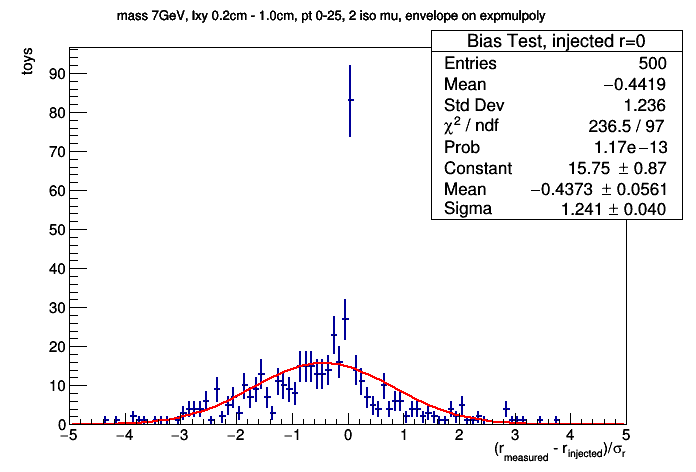 mass 7GeV, lxy 0.2cm - 1.0cm, pt 0-25, 2 iso mu, envelope on expmulpoly
toys
Bias Test, injected r=0
Entries 500
Mean −0.4419
Std Dev 1.236
χ² / ndf 236.5 / 97
Prob 1.17e−13
Constant 15.75 ± 0.87
Mean −0.4373 ± 0.0561
Sigma 1.241 ± 0.040
90
80
70
60
50
40
30
20
10
0
−5 −4 −3 −2 −1 0 1 2 3 4 5
(r_measured - r_injected)/σ_r